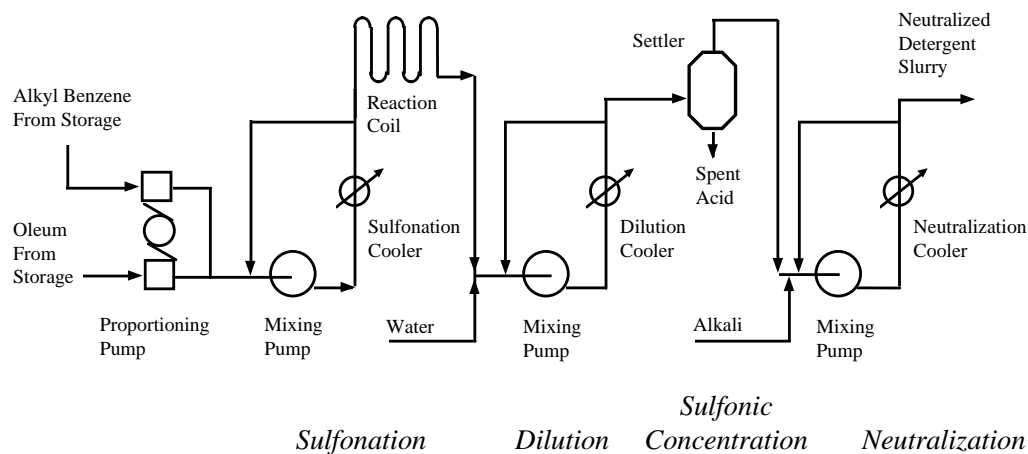 Alkyl Benzene
From Storage
Oleum
From
Storage
Proportioning
Pump
Mixing
Pump
Reaction
Coil
Sulfonation
Cooler
Water
Mixing
Pump
Dilution
Cooler
Settler
Spent
Acid
Alkali
Mixing
Pump
Neutralization
Cooler
Neutralized
Detergent
Slurry
Sulfonation
Dilution
Sulfonic
Concentration
Neutralization